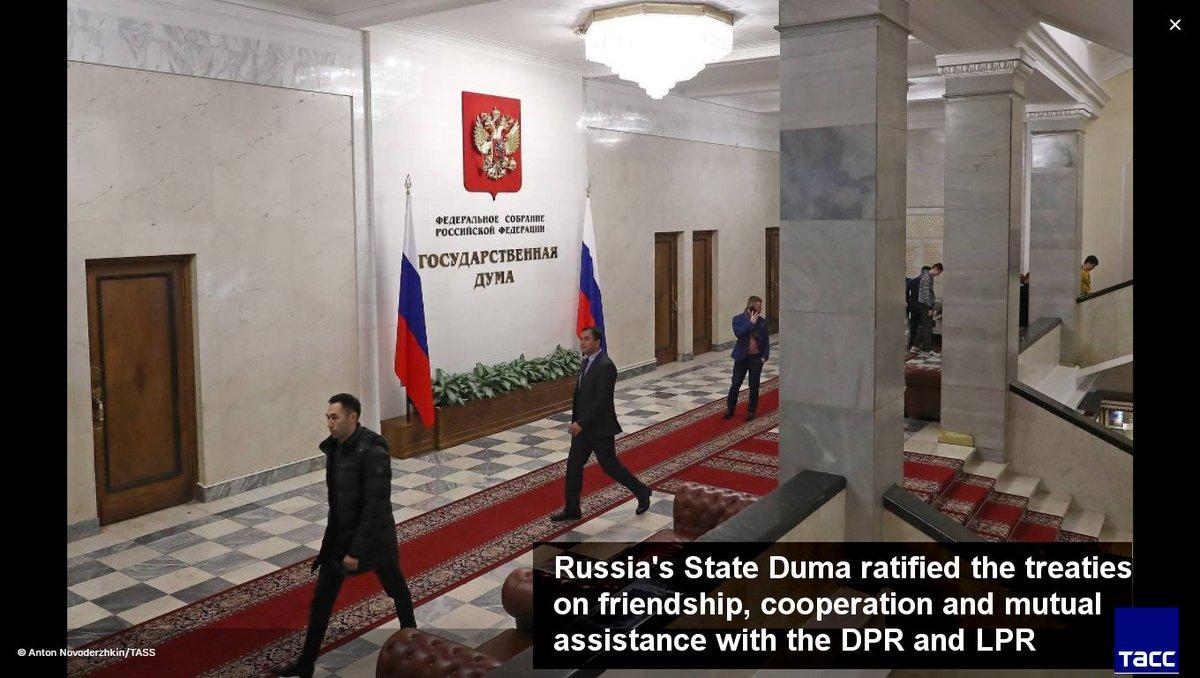 ФЕДЕРАЛЬНОЕ СОБРАНИЕ
РОССИЙСКОЙ ФЕДЕРАЦИИ
ГОСУДАРСТВЕННАЯ
ДУМА
Russia's State Duma ratified the treaties
on friendship, cooperation and mutual
assistance with the DPR and LPR
© Anton Novoderzhkin/TASS
ТАСС